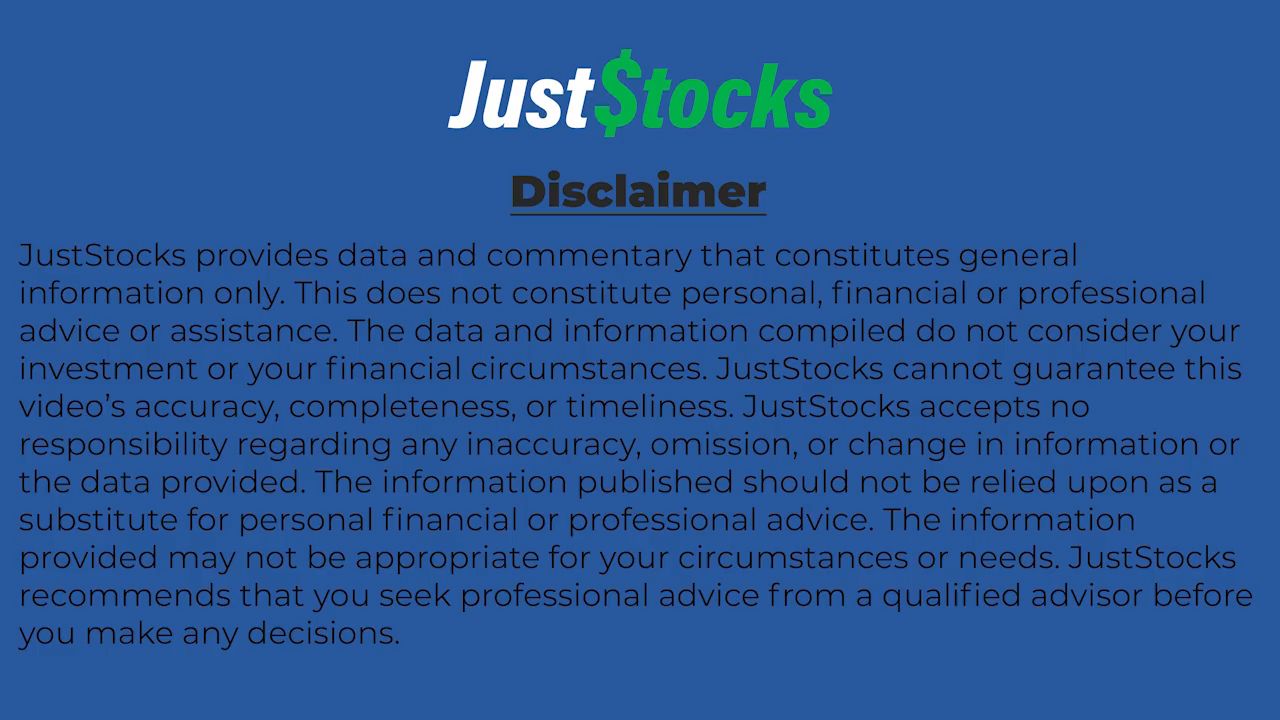 Just$tocks
Disclaimer
JustStocks provides data and commentary that constitutes general
information only. This does not constitute personal, financial or professional
advice or assistance. The data and information compiled do not consider your
investment or your financial circumstances. JustStocks cannot guarantee this
video’s accuracy, completeness, or timeliness. JustStocks accepts no
responsibility regarding any inaccuracy, omission, or change in information or
the data provided. The information published should not be relied upon as a
substitute for personal financial or professional advice. The information
provided may not be appropriate for your circumstances or needs. JustStocks
recommends that you seek professional advice from a qualified advisor before
you make any decisions.